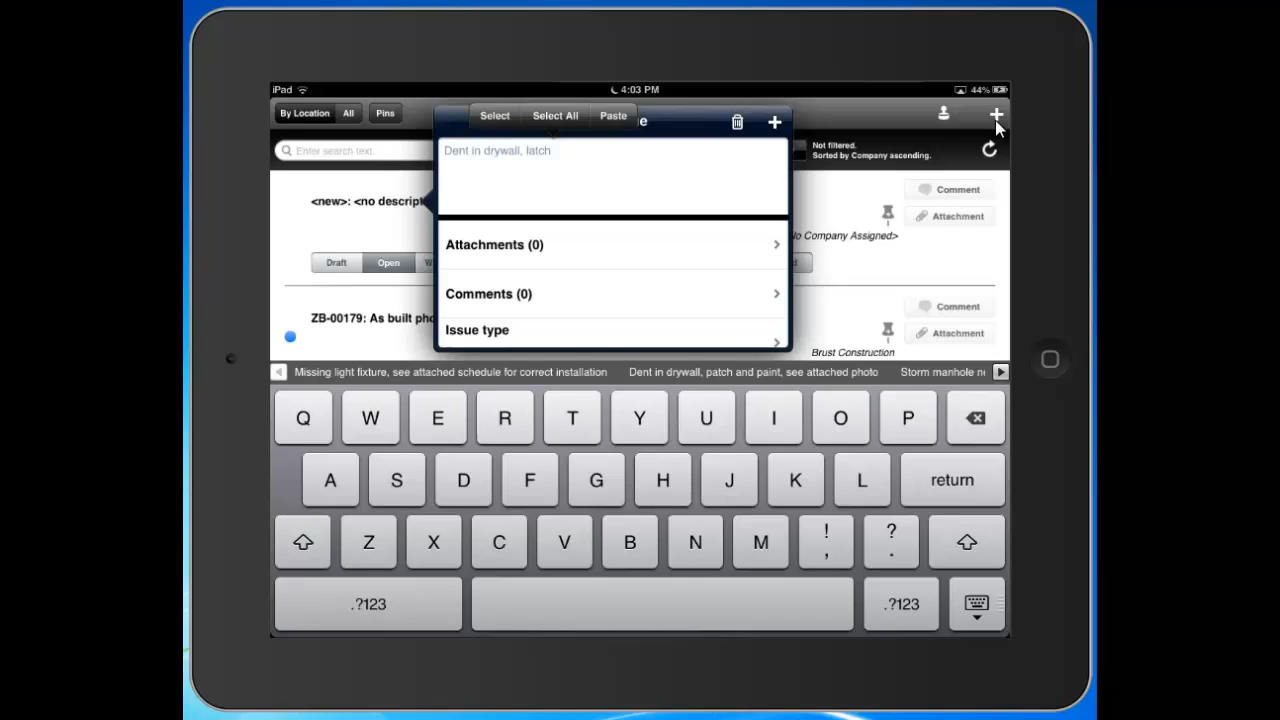 iPad 4:03 PM 44%
By Location All Pins
Select Select All Paste e
Enter search text.
Not filtered.
Sorted by Company ascending.
Dent in drywall, latch
<new>: <no descript
Comment
Attachment
No Company Assigned>
Draft Open W
Attachments (0)
Comments (0)
Issue type
ZB-00179: As built pho
Comment
Attachment
Brust Construction
Missing light fixture, see attached schedule for correct installation Dent in drywall, patch and paint, see attached photo Storm manhole ne
Q W E R T Y U I O P
A S D F G H J K L return
Z X C V B N M ! , ? .
.?123 .?123